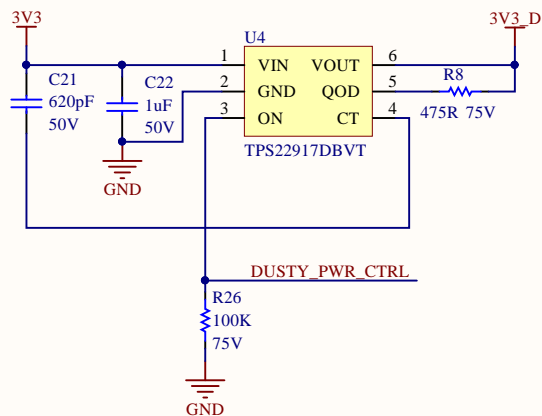 3V3
3V3_D
U4
C21
620pF
50V
C22
1uF
50V
1
2
3
VIN
GND
ON
VOUT
QOD
CT
6
5
4
R8
475R 75V
TPS22917DBVT
GND
DUSTY_PWR_CTRL
R26
100K
75V
GND